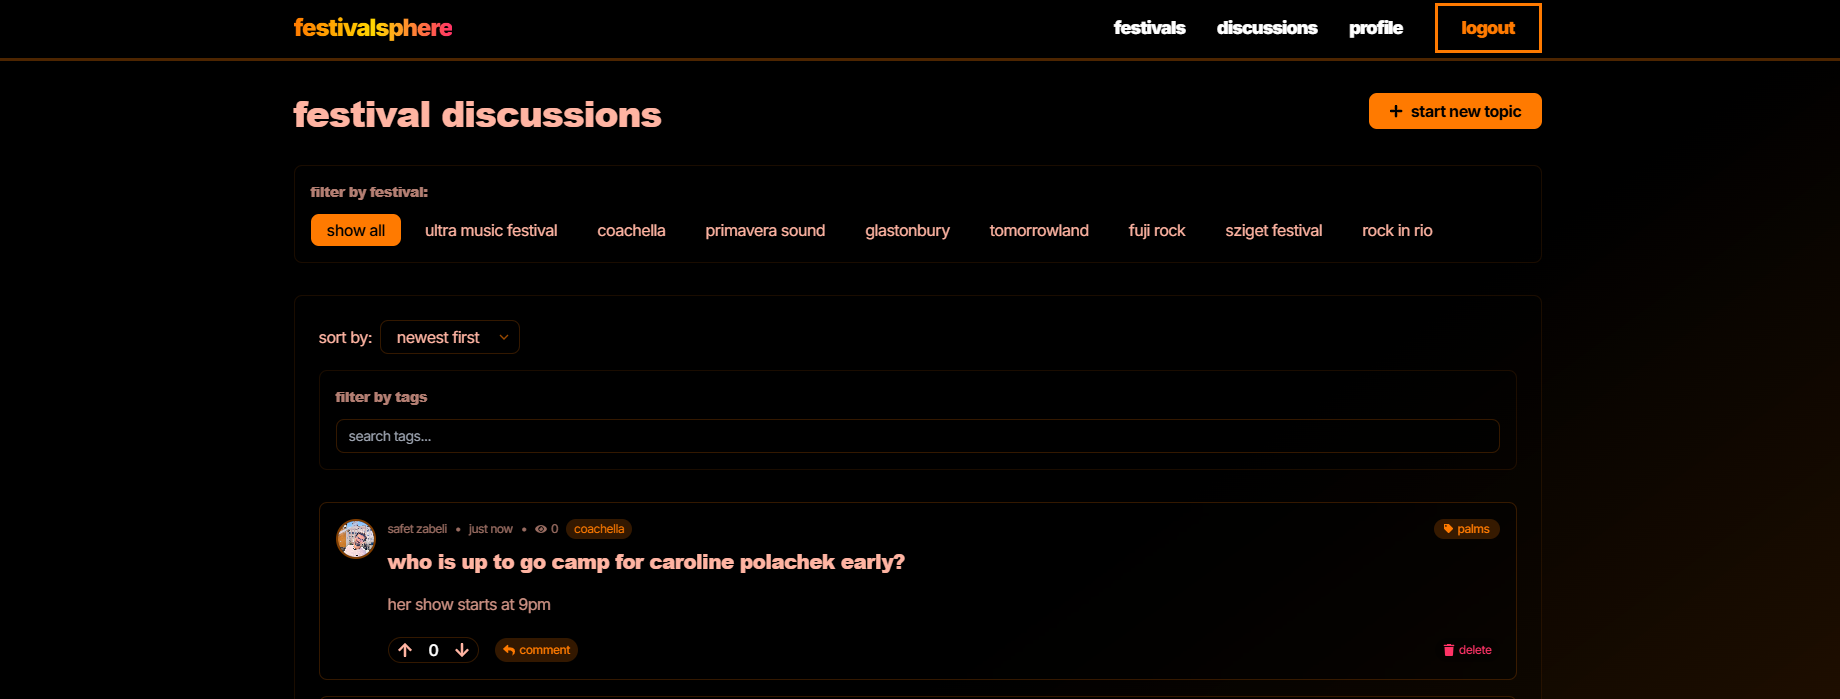 festivalsphere festivals discussions profile logout
festival discussions + start new topic
filter by festival:
show all ultra music festival coachella primavera sound glastonbury tomorrowland fuji rock sziget festival rock in rio
sort by: newest first
filter by tags
search tags...
safet zabeli • just now • 0 coachella palms
who is up to go camp for caroline polachek early?
her show starts at 9pm
0 comment delete